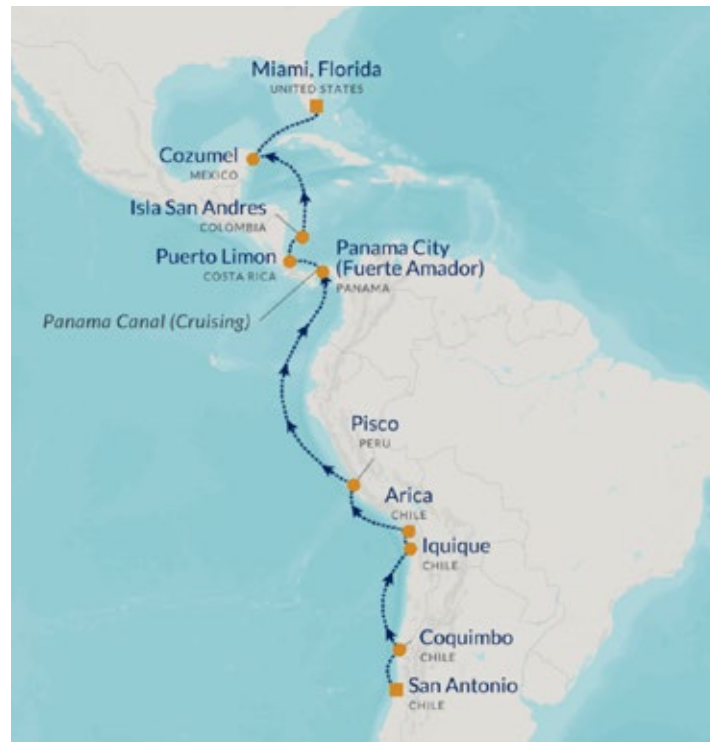 Miami, Florida
UNITED STATES
Cozumel
MEXICO
Isla San Andres
COLOMBIA
Puerto Limon
COSTA RICA
Panama City
(Fuerte Amador)
PANAMA
Panama Canal (Cruising)
Pisco
PERU
Arica
CHILE
Iquique
CHILE
Coquimbo
CHILE
San Antonio
CHILE